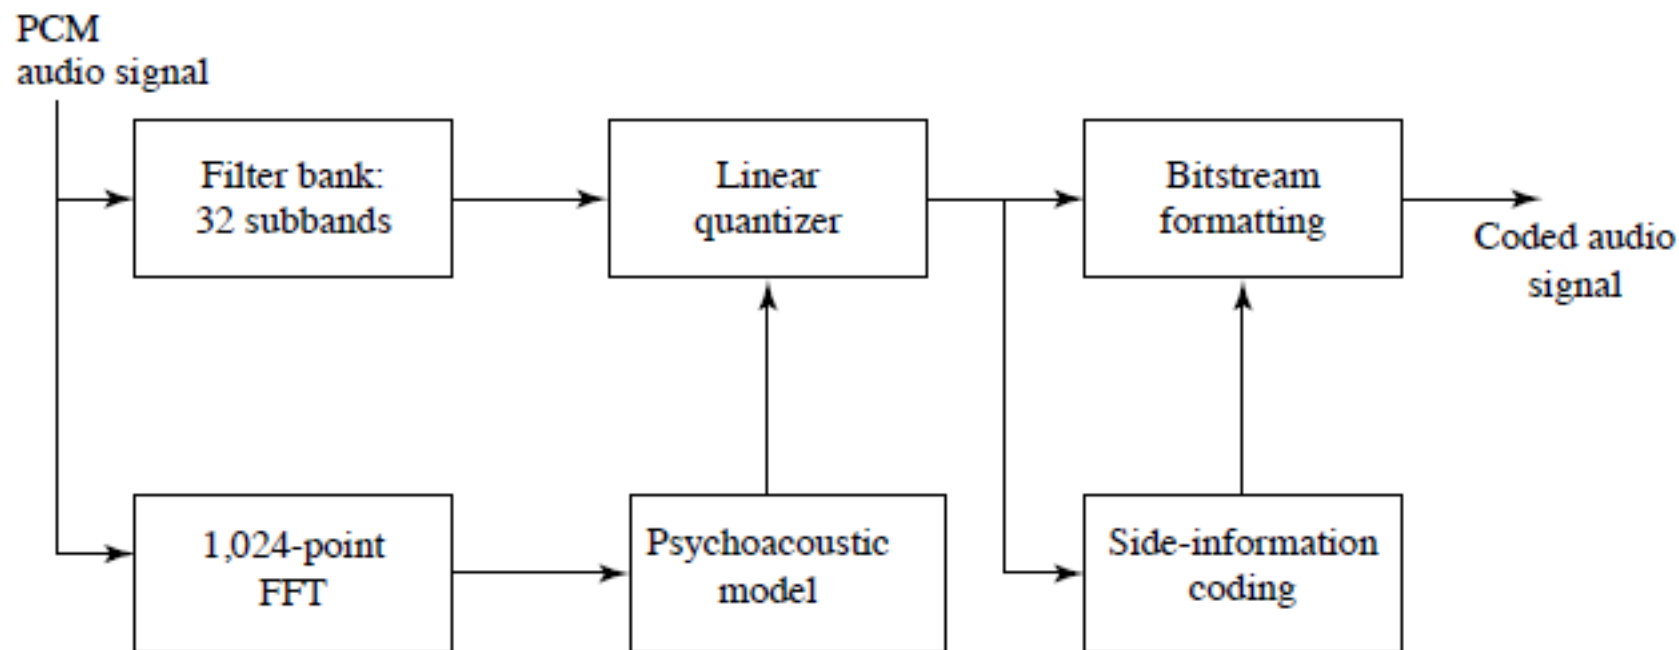 PCM
audio signal
Filter bank:
32 subbands
Linear
quantizer
Bitstream
formatting
Coded audio
signal
1,024-point
FFT
Psychoacoustic
model
Side-information
coding